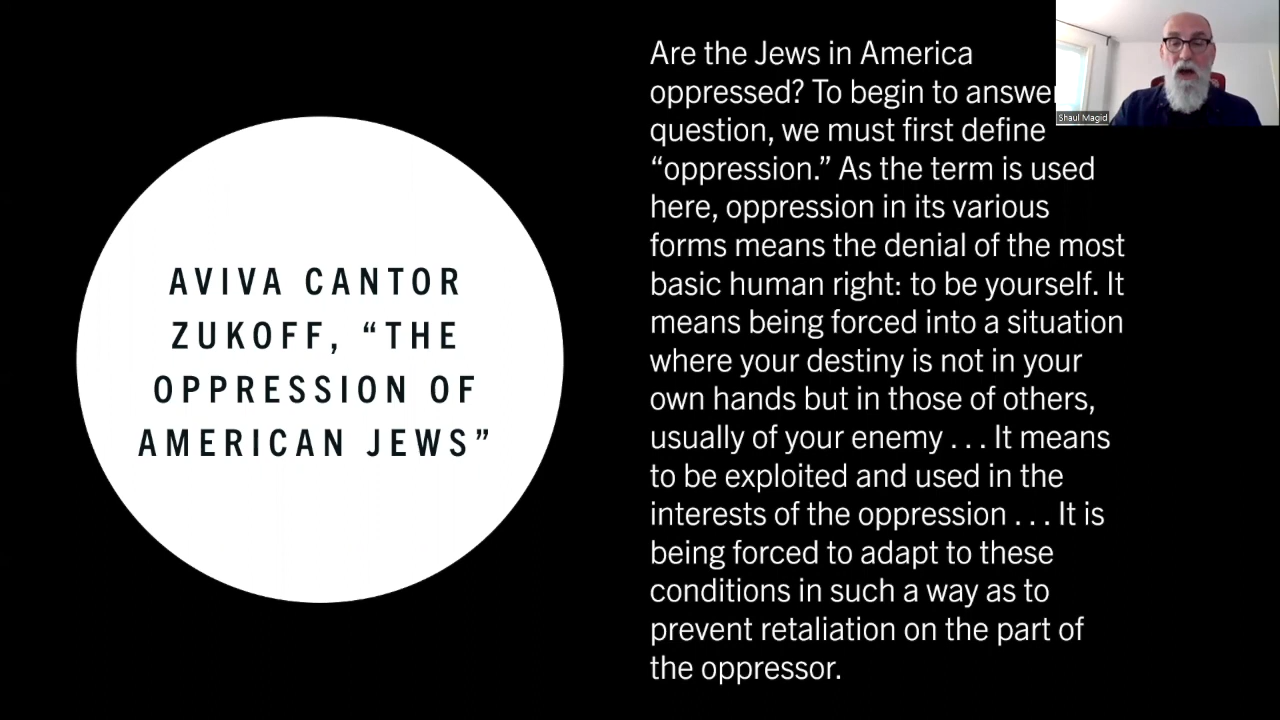 AVIVA CANTOR
ZUKOFF, “THE
OPPRESSION OF
AMERICAN JEWS”
Are the Jews in America
oppressed? To begin to answer
question, we must first define
“oppression.” As the term is used
here, oppression in its various
forms means the denial of the most
basic human right: to be yourself. It
means being forced into a situation
where your destiny is not in your
own hands but in those of others,
usually of your enemy . . . It means
to be exploited and used in the
interests of the oppression . . . It is
being forced to adapt to these
conditions in such a way as to
prevent retaliation on the part of
the oppressor.
Shaul Magid